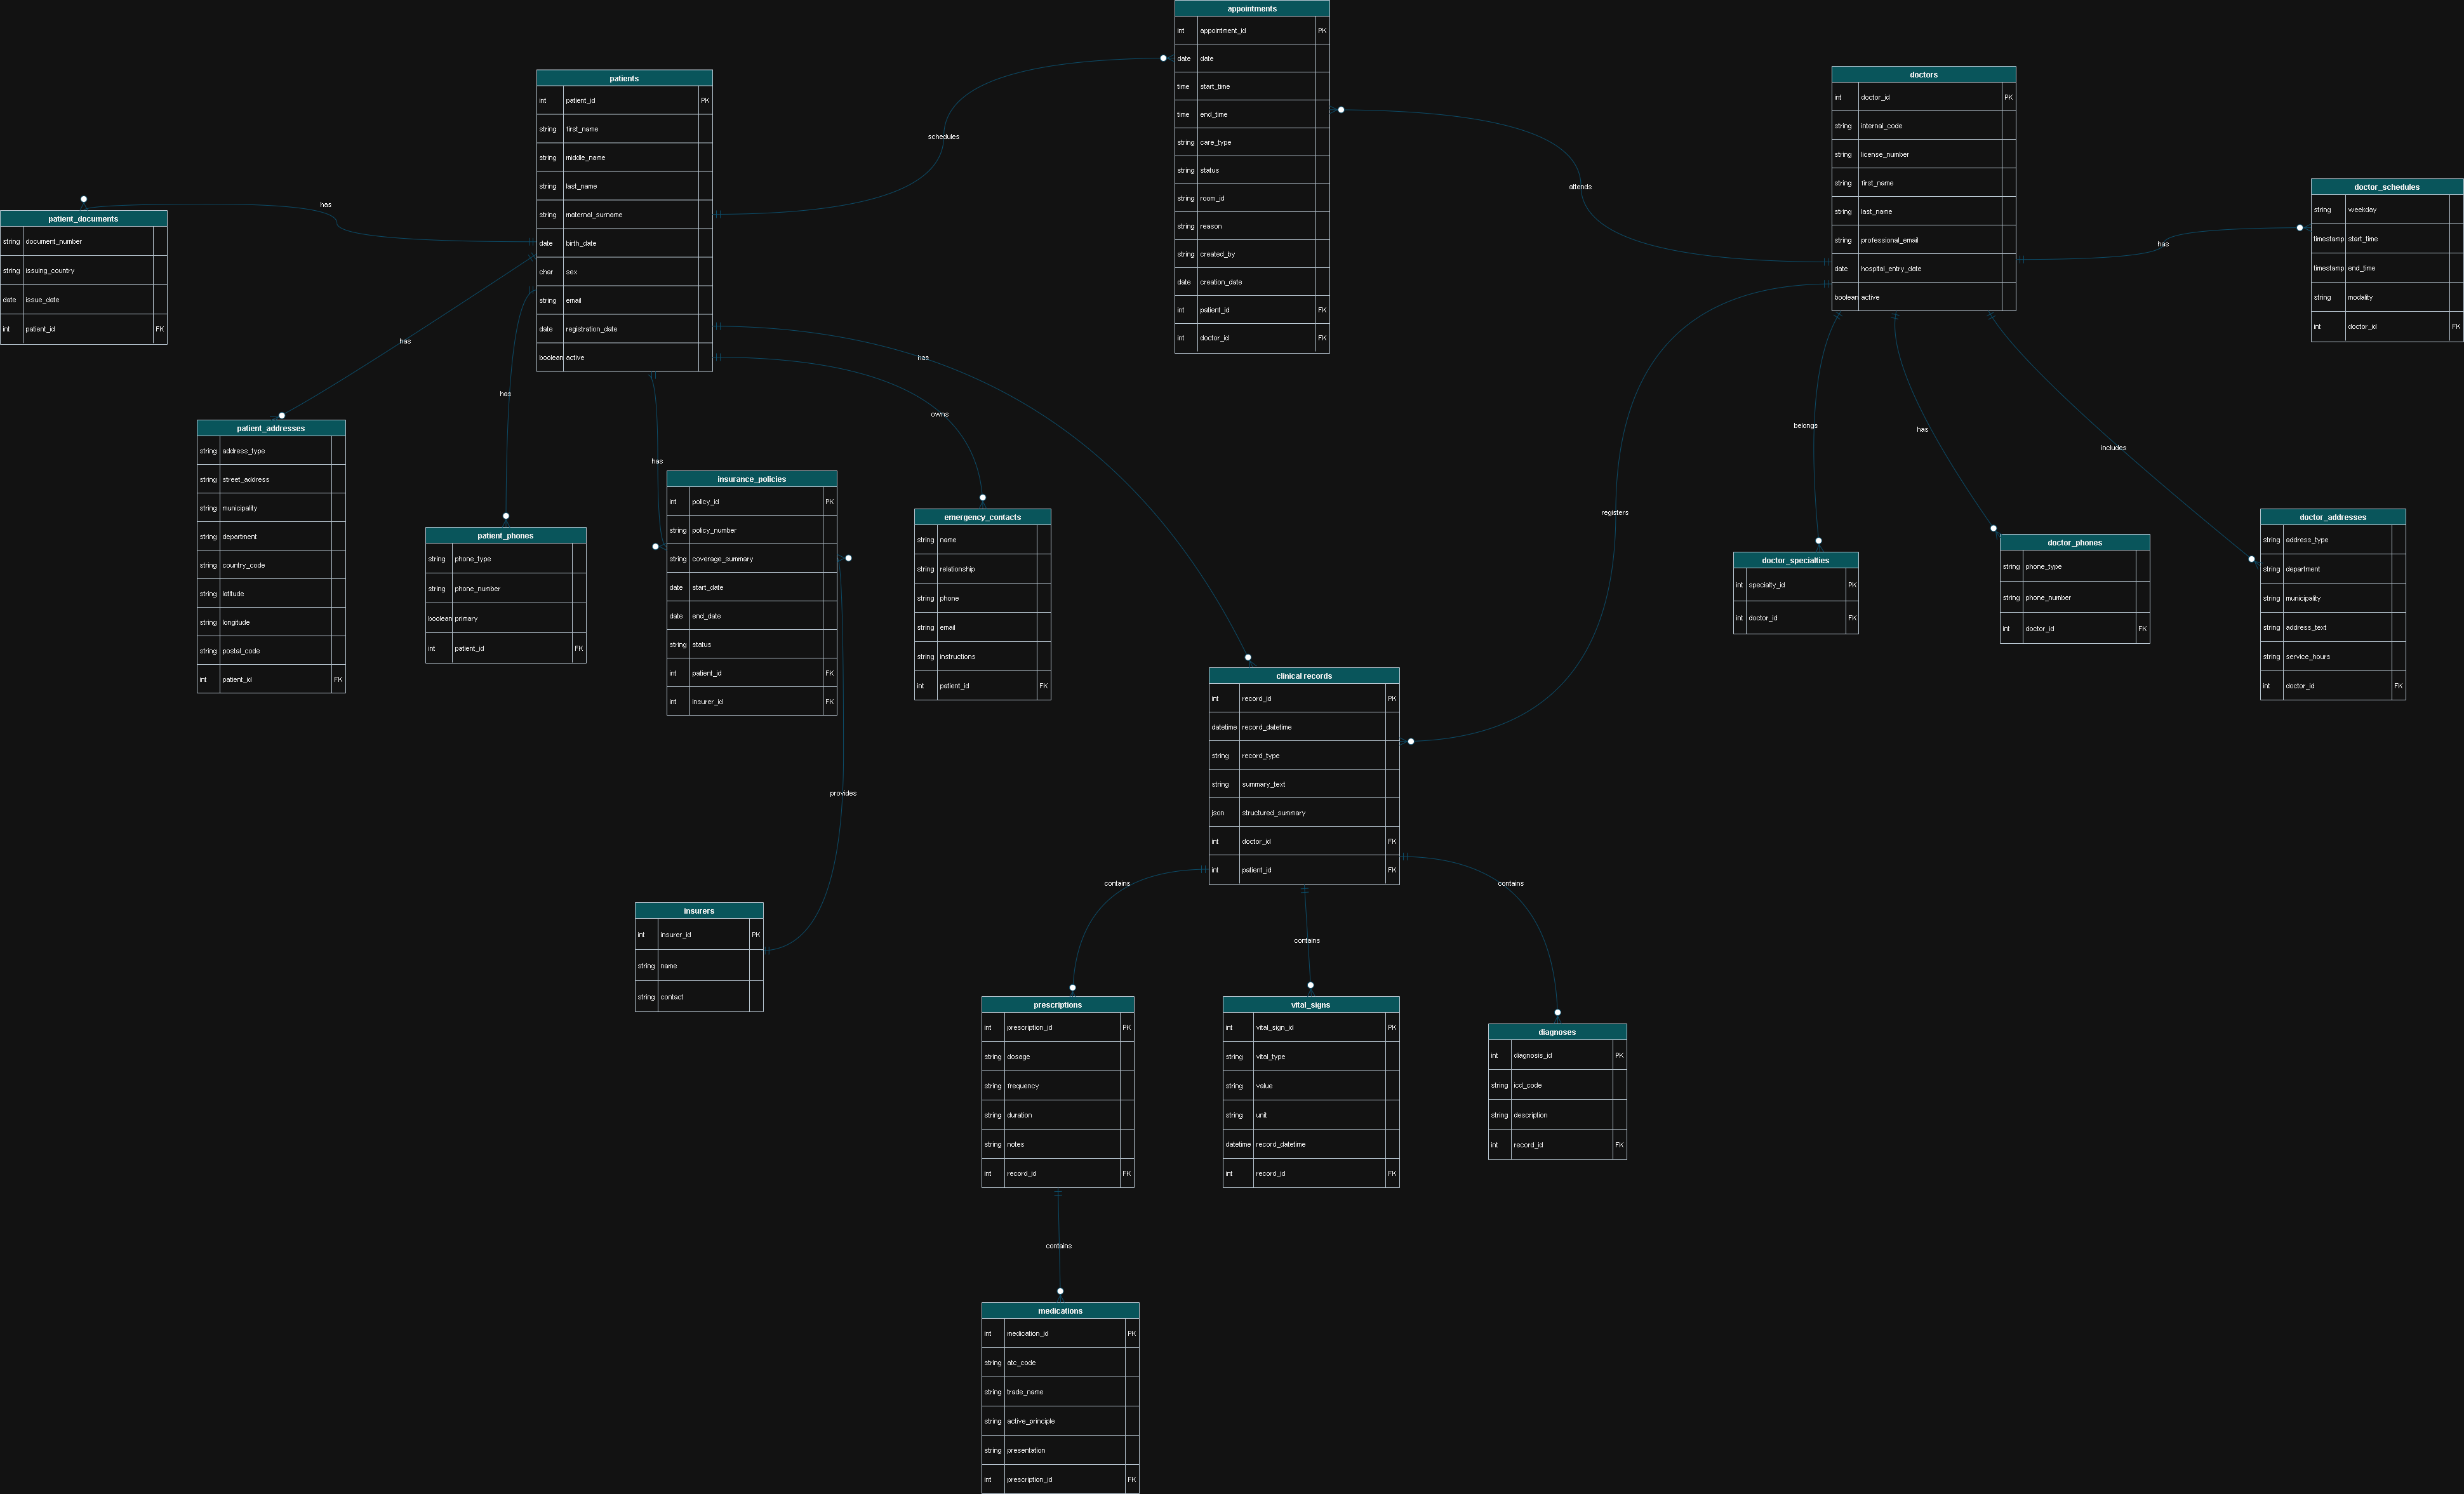 appointments
int appointment_id PK
date date
time start_time
time end_time
string care_type
string status
string room_id
string reason
string created_by
date creation_date
int patient_id FK
int doctor_id FK
patients
int patient_id PK
string first_name
string middle_name
string last_name
string maternal_surname
date birth_date
char sex
string email
date registration_date
boolean active
doctors
int doctor_id PK
string internal_code
string license_number
string first_name
string last_name
string professional_email
date hospital_entry_date
boolean active
schedules
attends
has
patient_documents
string document_number
string issuing_country
date issue_date
int patient_id FK
has
doctor_schedules
string weekday
timestamp start_time
timestamp end_time
string modality
int doctor_id FK
has
has
has
owns
has
belongs
has
includes
registers
patient_addresses
string address_type
string street_address
string municipality
string department
string country_code
string latitude
string longitude
string postal_code
int patient_id FK
patient_phones
string phone_type
string phone_number
boolean primary
int patient_id FK
insurance_policies
int policy_id PK
string policy_number
string coverage_summary
date start_date
date end_date
string status
int patient_id FK
int insurer_id FK
emergency_contacts
string name
string relationship
string phone
string email
string instructions
int patient_id FK
doctor_specialties
int specialty_id PK
int doctor_id FK
doctor_phones
string phone_type
string phone_number
int doctor_id FK
doctor_addresses
string address_type
string department
string municipality
string address_text
string service_hours
int doctor_id FK
clinical records
int record_id PK
datetime record_datetime
string record_type
string summary_text
json structured_summary
int doctor_id FK
int patient_id FK
provides
contains
contains
contains
insurers
int insurer_id PK
string name
string contact
prescriptions
int prescription_id PK
string dosage
string frequency
string duration
string notes
int record_id FK
vital_signs
int vital_sign_id PK
string vital_type
string value
string unit
datetime record_datetime
int record_id FK
diagnoses
int diagnosis_id PK
string icd_code
string description
int record_id FK
contains
medications
int medication_id PK
string atc_code
string trade_name
string active_principle
string presentation
int prescription_id FK